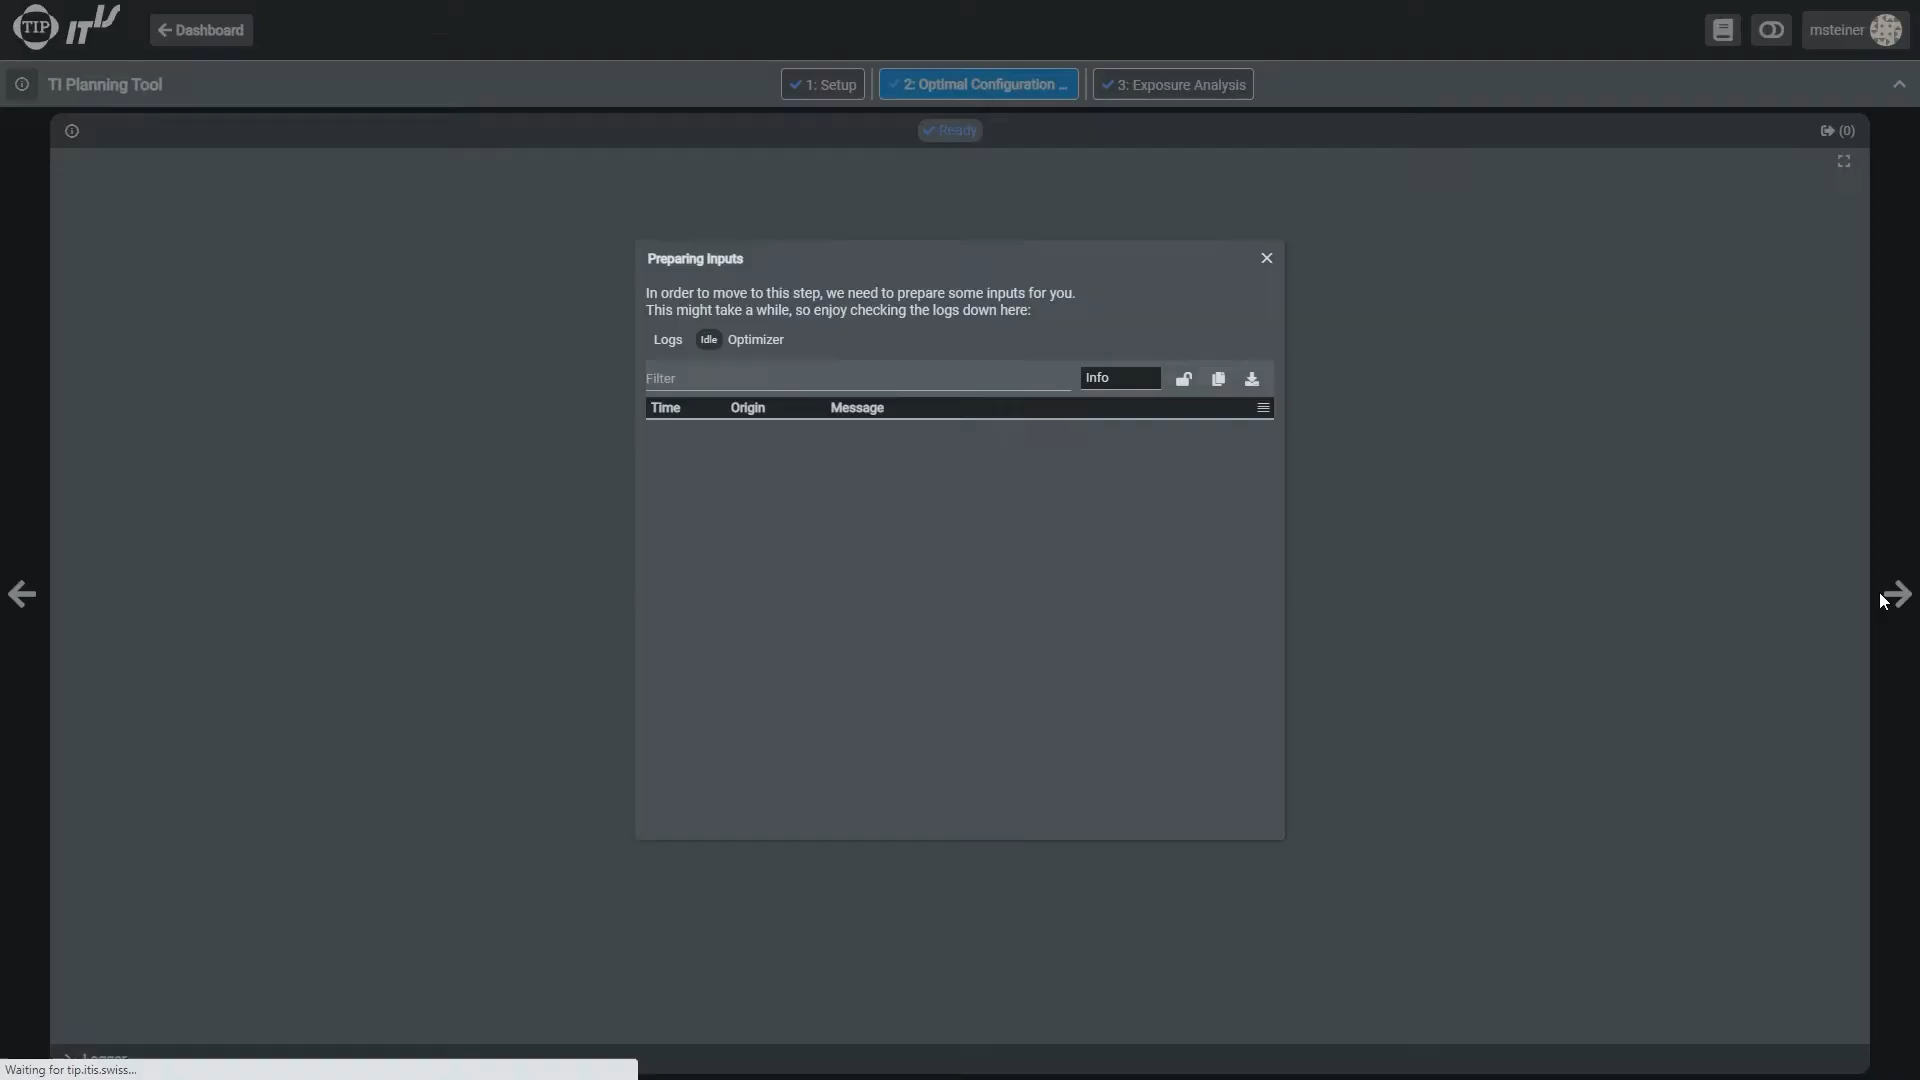 TIP IT'IS
Dashboard
msteiner
TI Planning Tool
1: Setup
2: Optimal Configuration ...
3: Exposure Analysis
Ready
(0)
Preparing Inputs
In order to move to this step, we need to prepare some inputs for you.
This might take a while, so enjoy checking the logs down here:
Logs
Idle
Optimizer
Filter
Info
Time
Origin
Message
Logger
Waiting for tip.itis.swiss...